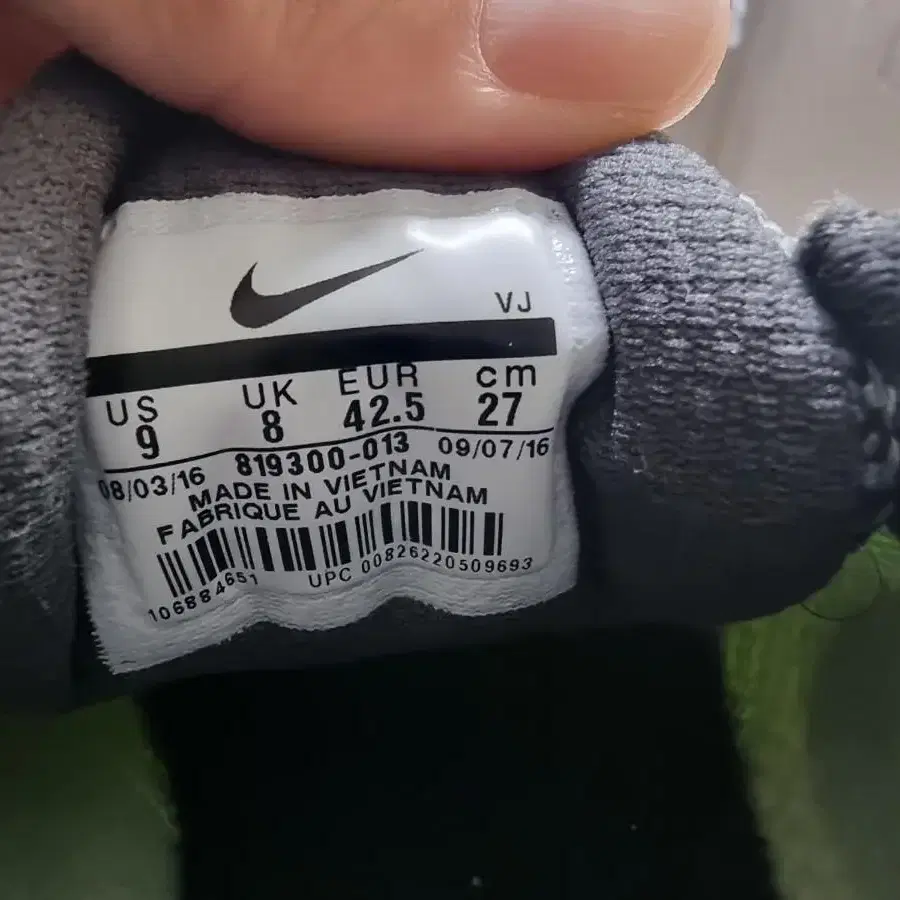 VJ
US UK EUR cm
9 8 42.5 27
08/03/16 819300-013 09/07/16
MADE IN VIETNAM
FABRIQUE AU VIETNAM
106884651 UPC 00826220509693